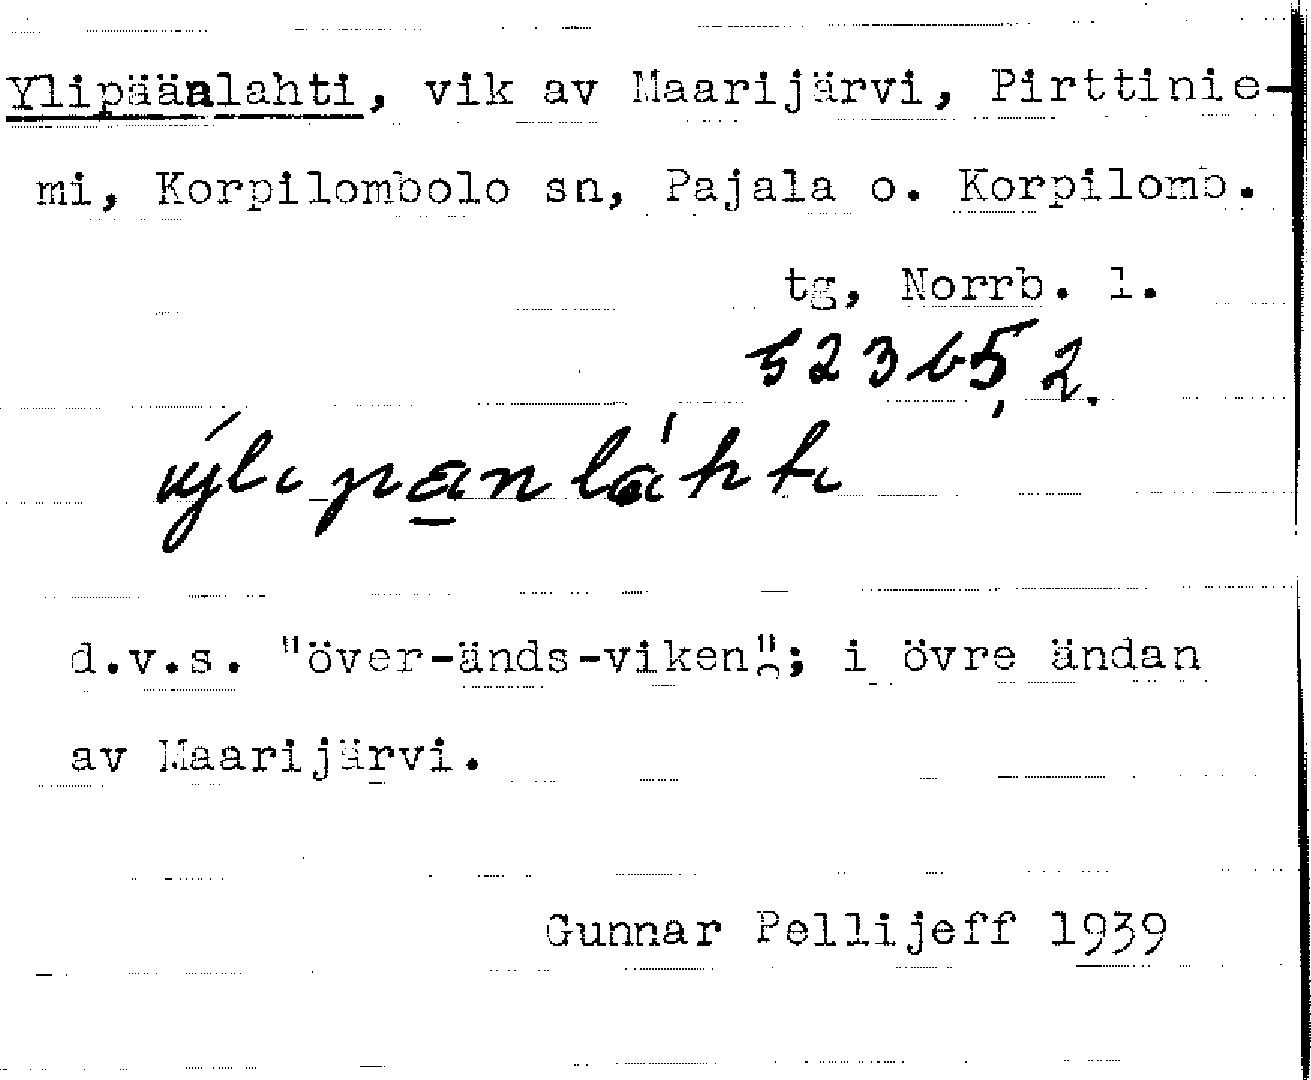 Ylipäänlahti, vik av Maarijärvi, Pirttinie-
mi, Korpilombolo sn, Pajala o. Korpilomb.
tg, Norrb. l.
52365,2.
d.v.s. "över-änds-viken"; i övre ändan
av Maarijärvi.
Gunnar Pellijeff 1939